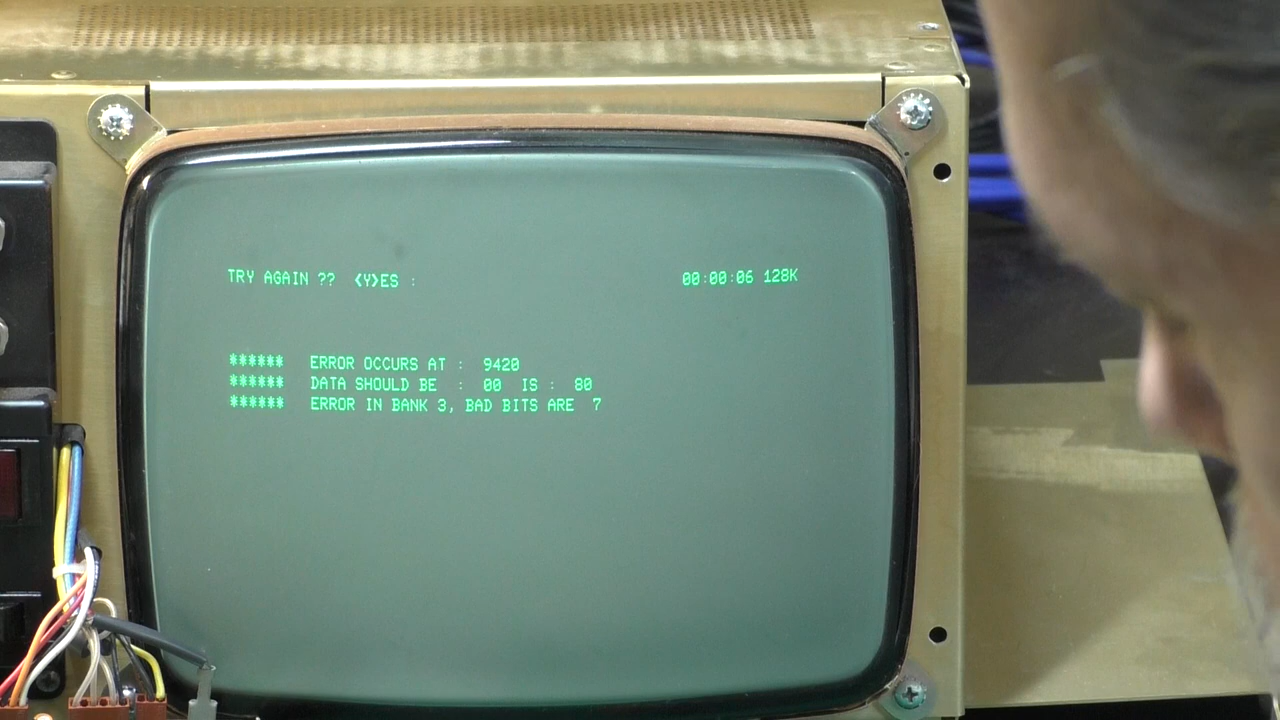 TRY AGAIN ?? <Y>ES : 00:00:06 128K
****** ERROR OCCURS AT : 9420
****** DATA SHOULD BE : 00 IS : 80
****** ERROR IN BANK 3, BAD BITS ARE 7